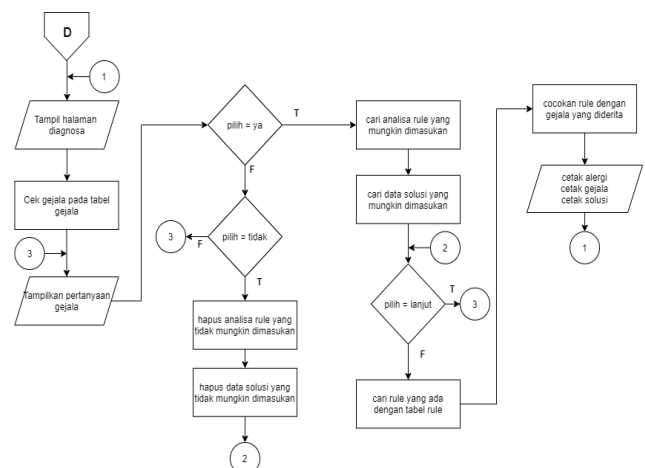 D
1
Tampil halaman
diagnosa
Cek gejala pada tabel
gejala
3
Tampilkan pertanyaan
gejala
pilih = ya
T
F
pilih = tidak
F
3
T
hapus analisa rule yang
tidak mungkin dimasukan
hapus data solusi yang
tidak mungkin dimasukan
2
cari analisa rule yang
mungkin dimasukan
cari data solusi yang
mungkin dimasukan
2
pilih = lanjut
T
3
F
cari rule yang ada
dengan tabel rule
cocokan rule dengan
gejala yang diderita
cetak alergi
cetak gejala
cetak solusi
1